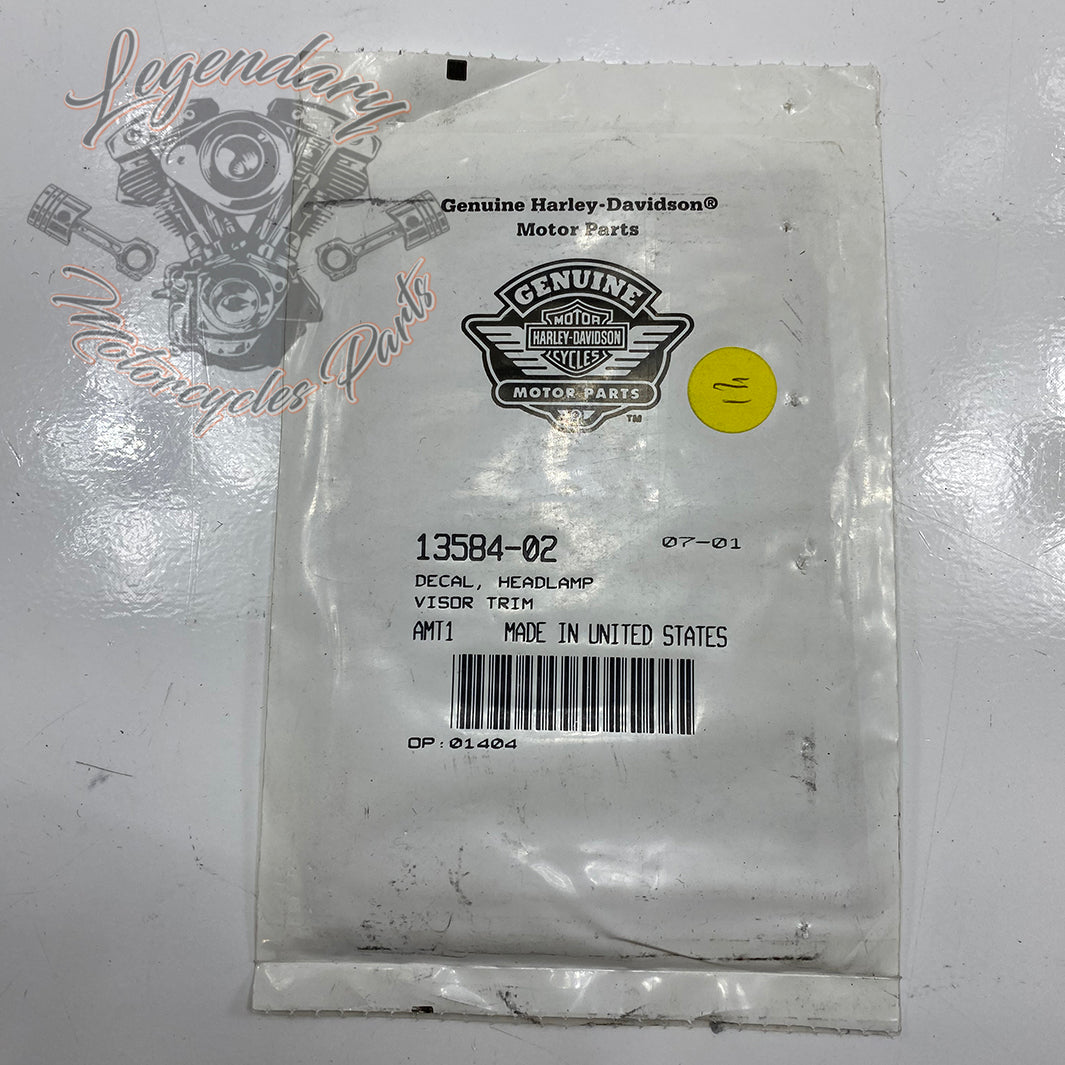 Legendary
Motorcycles Parts
Genuine Harley-Davidson®
Motor Parts
GENUINE
MOTOR
HARLEY-DAVIDSON
CYCLES
MOTOR PARTS
TM
13584-02
07-01
DECAL, HEADLAMP
VISOR TRIM
AMT1 MADE IN UNITED STATES
OP:01404